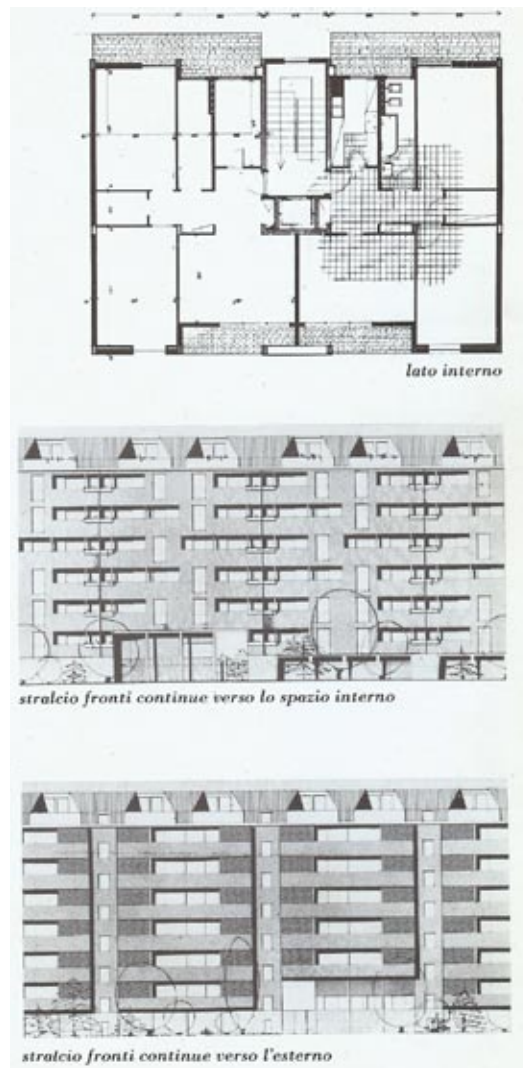 lato interno
stralcio fronti continue verso lo spazio interno
stralcio fronti continue verso l'esterno